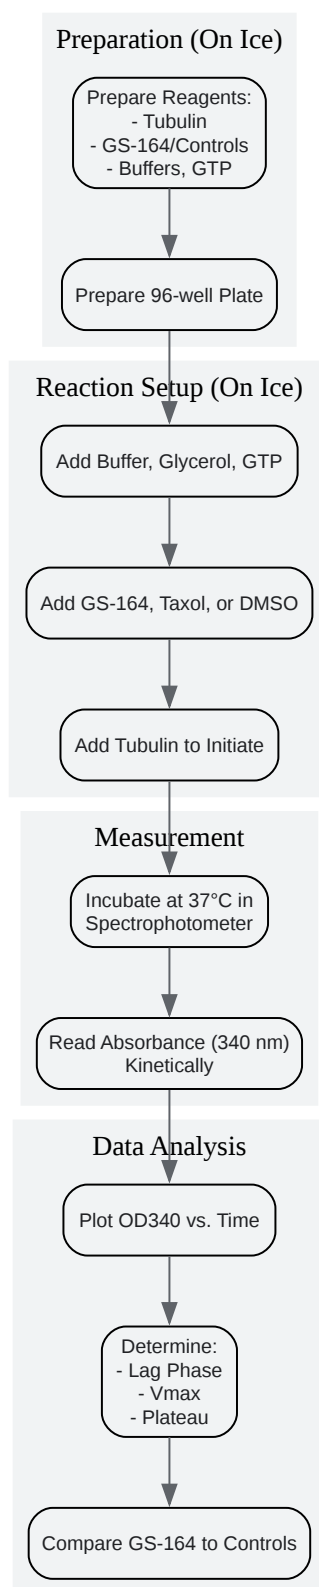 Preparation (On Ice)
Prepare Reagents:
- Tubulin
- GS-164/Controls
- Buffers, GTP
Prepare 96-well Plate
Reaction Setup (On Ice)
Add Buffer, Glycerol, GTP
Add GS-164, Taxol, or DMSO
Add Tubulin to Initiate
Measurement
Incubate at 37°C in
Spectrophotometer
Read Absorbance (340 nm)
Kinetically
Data Analysis
Plot OD340 vs. Time
Determine:
- Lag Phase
- Vmax
- Plateau
Compare GS-164 to Controls